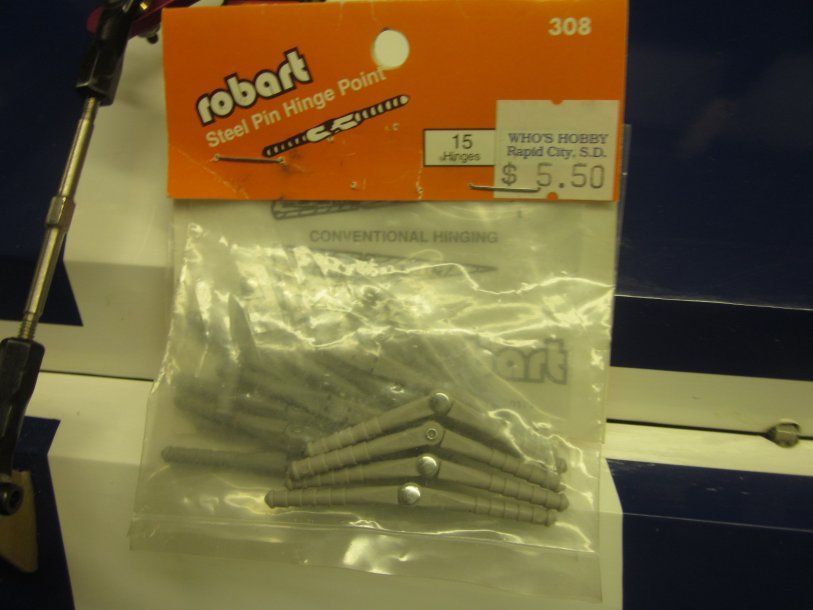 308
robart
Steel Pin Hinge Point
15
Hinges
WHO'S HOBBY
Rapid City, S.D.
$ 5.50
CONVENTIONAL HINGING
robart